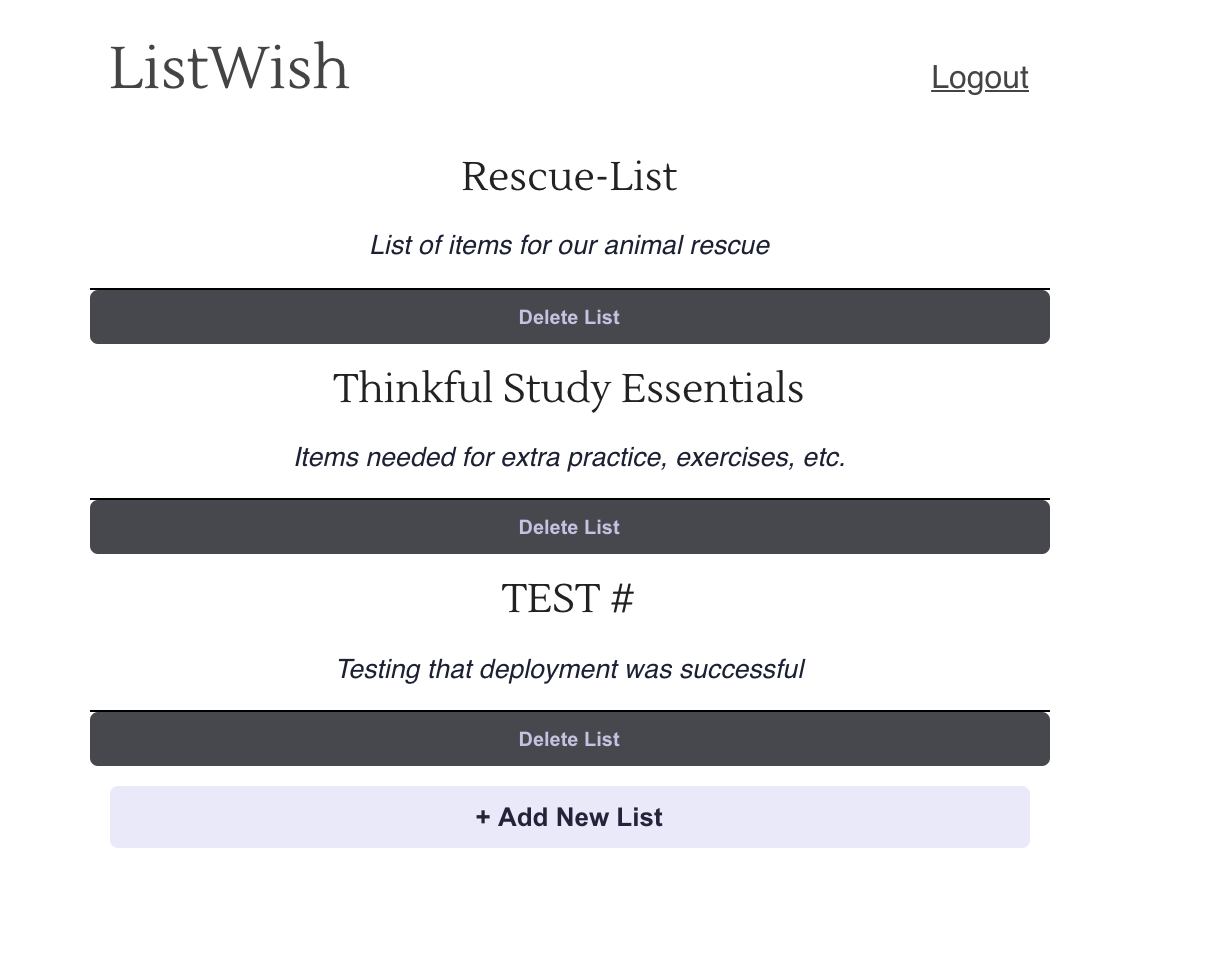 ListWish
Logout
Rescue-List
List of items for our animal rescue
Delete List
Thinkful Study Essentials
Items needed for extra practice, exercises, etc.
Delete List
TEST #
Testing that deployment was successful
Delete List
+ Add New List